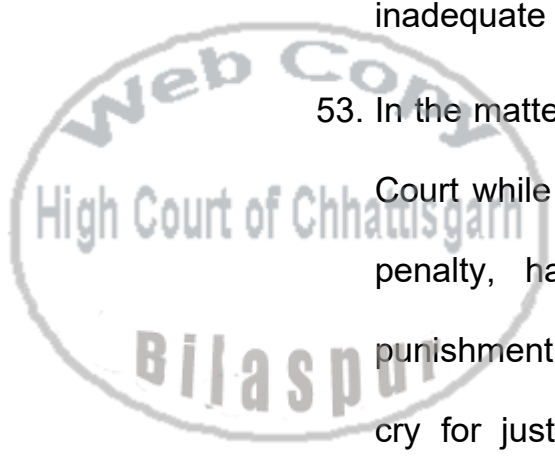 inadequate
Web Copy
53. In the matte
Court while
High Court of Chhattisgarh
penalty, ha
punishment
Bilaspur
cry for just